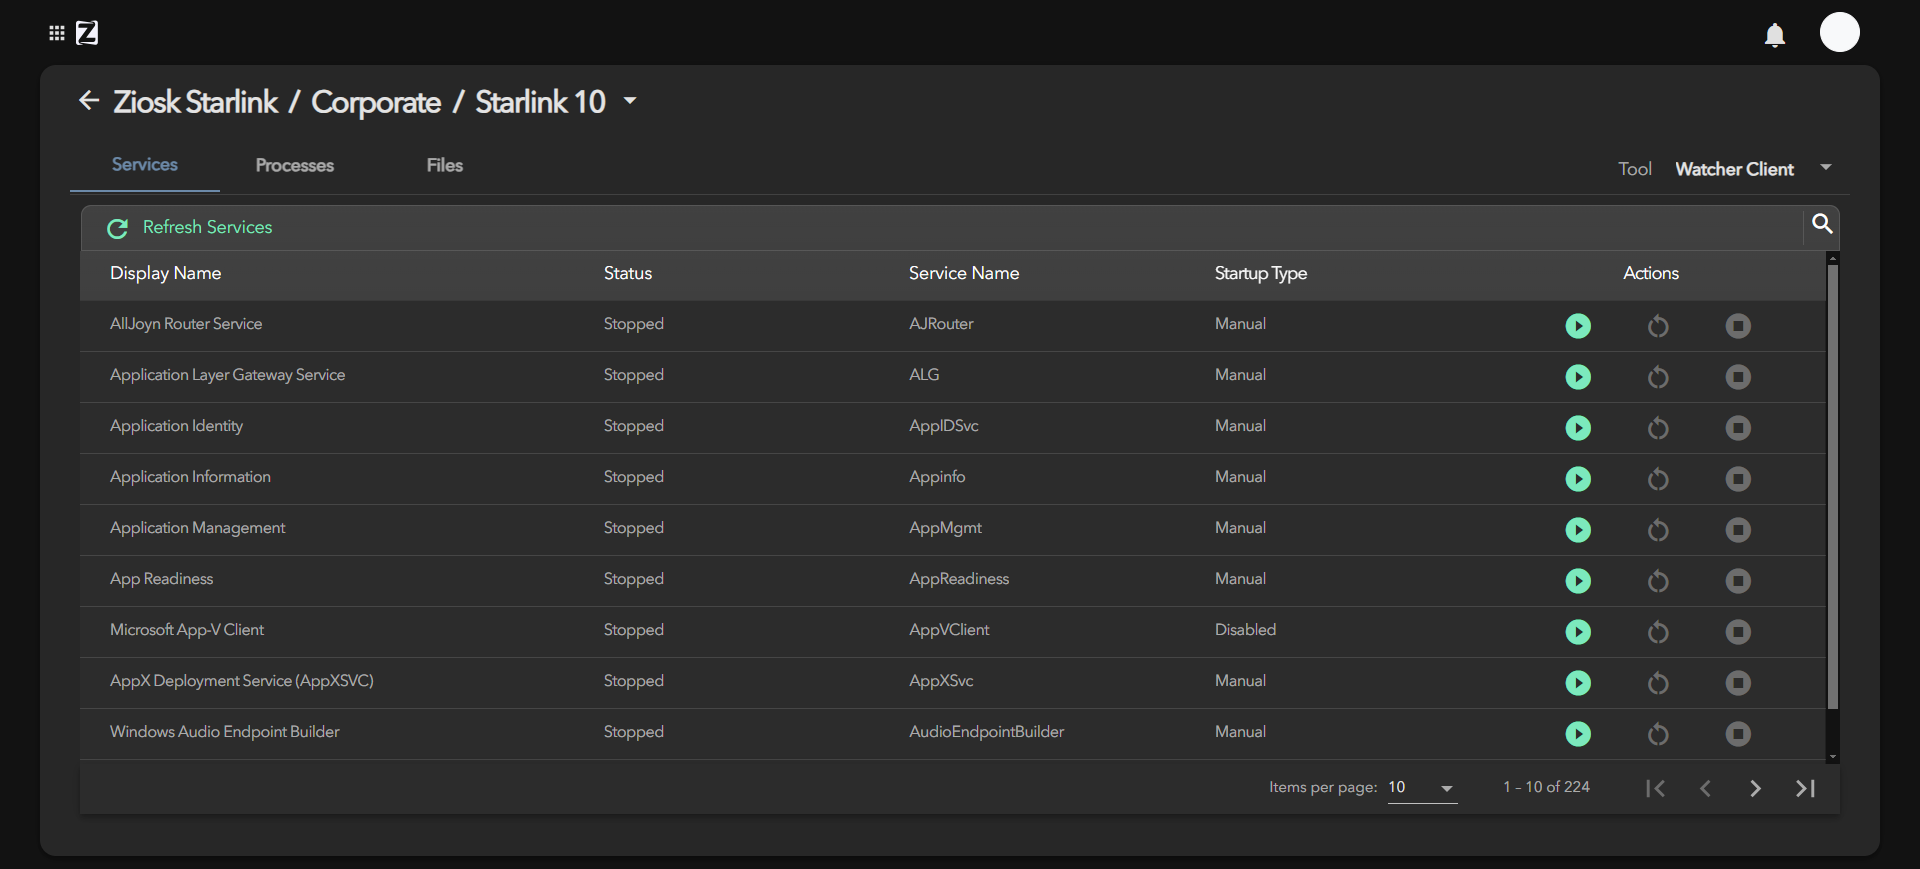 Z
Ziosk Starlink / Corporate / Starlink 10
Services Processes Files Tool Watcher Client
Refresh Services
Display Name Status Service Name Startup Type Actions
AllJoyn Router Service Stopped AJRouter Manual
Application Layer Gateway Service Stopped ALG Manual
Application Identity Stopped AppIDSvc Manual
Application Information Stopped Appinfo Manual
Application Management Stopped AppMgmt Manual
App Readiness Stopped AppReadiness Manual
Microsoft App-V Client Stopped AppVClient Disabled
AppX Deployment Service (AppXSVC) Stopped AppXSvc Manual
Windows Audio Endpoint Builder Stopped AudioEndpointBuilder Manual
Items per page: 10 1 – 10 of 224